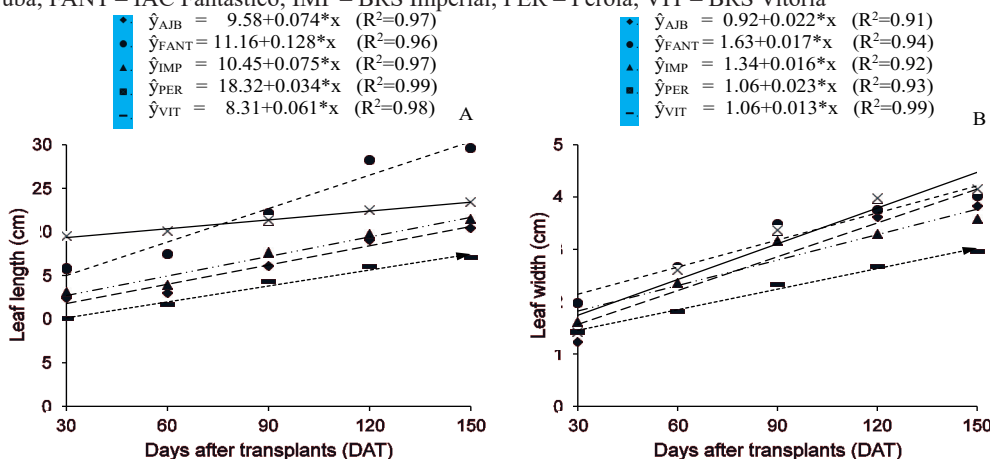 uba; FANT – IAC Fantástico; IMP – BRS Imperial; PER – Pérola; VIT – BRS Vitória
ŷAJB = 9.58+0.074*x (R²=0.97)
ŷFANT = 11.16+0.128*x (R²=0.96)
ŷIMP = 10.45+0.075*x (R²=0.97)
ŷPER = 18.32+0.034*x (R²=0.99)
ŷVIT = 8.31+0.061*x (R²=0.98)
A
30
25
20
5
0
5
0
Leaf length (cm)
30 60 90 120 150
Days after transplants (DAT)
ŷAJB = 0.92+0.022*x (R²=0.91)
ŷFANT = 1.63+0.017*x (R²=0.94)
ŷIMP = 1.34+0.016*x (R²=0.92)
ŷPER = 1.06+0.023*x (R²=0.93)
ŷVIT = 1.06+0.013*x (R²=0.99)
B
5
4
3
2
1
0
Leaf width (cm)
30 60 90 120 150
Days after transplants (DAT)